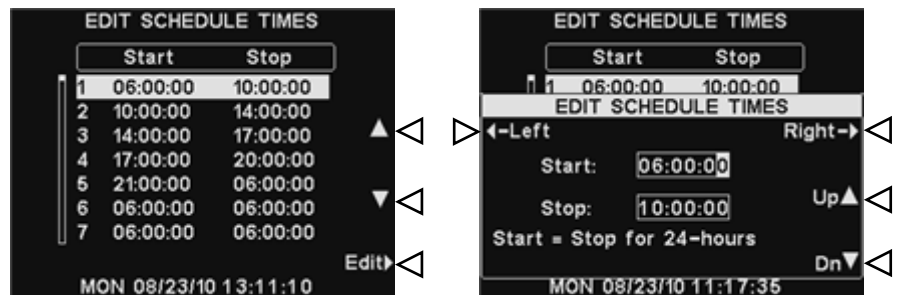 EDIT SCHEDULE TIMES
Start Stop
1 06:00:00 10:00:00
2 10:00:00 14:00:00
3 14:00:00 17:00:00
4 17:00:00 20:00:00
5 21:00:00 06:00:00
6 06:00:00 06:00:00
7 06:00:00 06:00:00
Edit
MON 08/23/10 13:11:10
EDIT SCHEDULE TIMES
Start Stop
1 06:00:00 10:00:00
EDIT SCHEDULE TIMES
-Left Right-
Start: 06:00:00
Up
Stop: 10:00:00
Start = Stop for 24-hours
Dn
MON 08/23/10 11:17:35